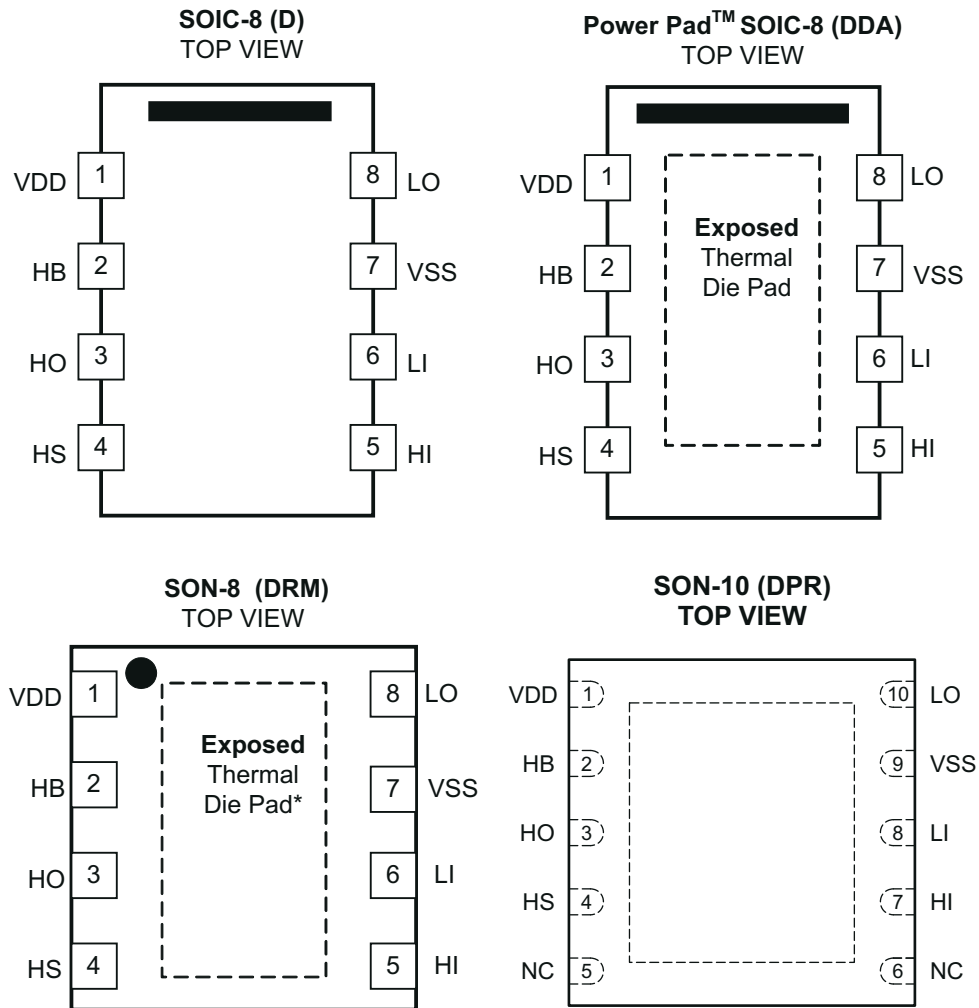 SOIC-8 (D)
TOP VIEW
VDD 1 8 LO
HB 2 7 VSS
HO 3 6 LI
HS 4 5 HI
Power Pad™ SOIC-8 (DDA)
TOP VIEW
Exposed
Thermal
Die Pad
VDD 1 8 LO
HB 2 7 VSS
HO 3 6 LI
HS 4 5 HI
SON-8 (DRM)
TOP VIEW
Exposed
Thermal
Die Pad*
VDD 1 8 LO
HB 2 7 VSS
HO 3 6 LI
HS 4 5 HI
SON-10 (DPR)
TOP VIEW
VDD 1 10 LO
HB 2 9 VSS
HO 3 8 LI
HS 4 7 HI
NC 5 6 NC